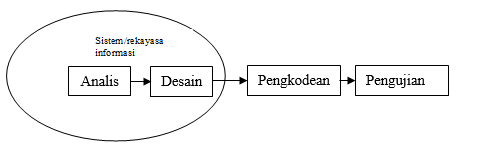 Sistem/rekayasa
informasi
Analis
Desain
Pengkodean
Pengujian